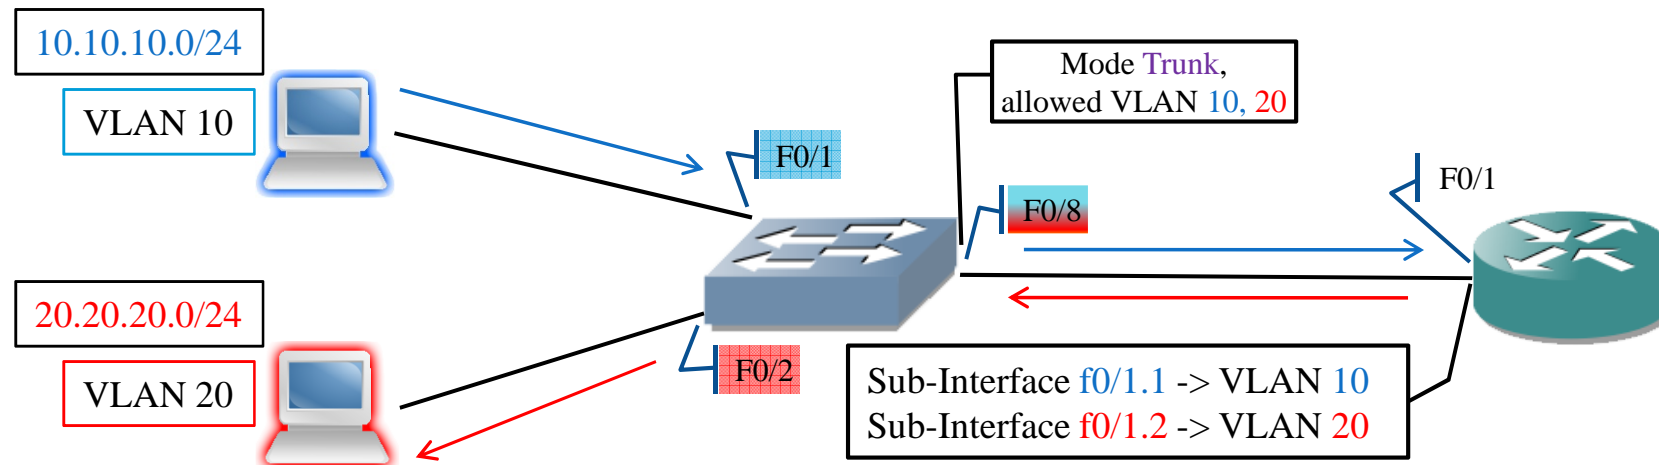 10.10.10.0/24
VLAN 10
F0/1
Mode Trunk,
allowed VLAN 10, 20
F0/8
F0/1
20.20.20.0/24
VLAN 20
F0/2
Sub-Interface f0/1.1 -> VLAN 10
Sub-Interface f0/1.2 -> VLAN 20